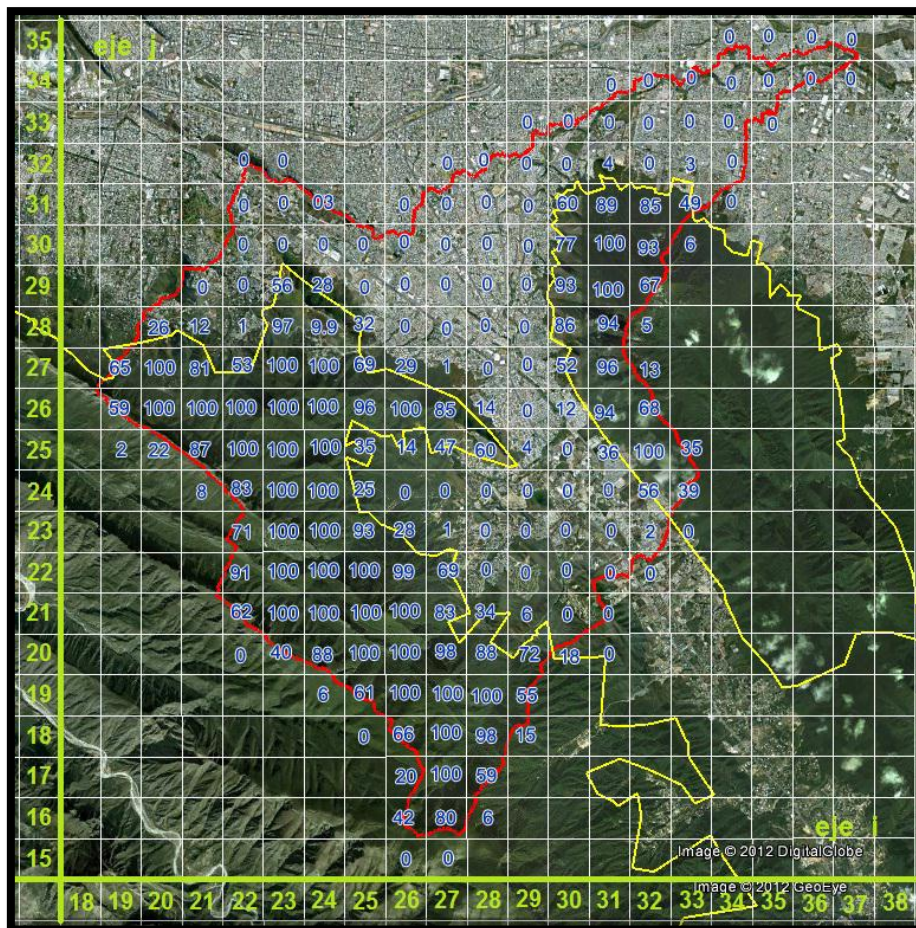 35 eje_j 0 0 0 0
34 0 0 0 0 0 0 0
33 0 0 0 0 0 0 0
32 0 0 0 0 0 0 4 0 3 0
31 0 0 03 0 0 0 0 60 89 85 49 0
30 0 0 0 0 0 0 0 0 77 100 93 6
29 0 0 56 28 0 0 0 0 0 93 100 67
28 26 12 1 97 9.9 32 0 0 0 0 86 94 5
27 65 100 81 53 100 100 69 29 1 0 0 52 96 13
26 59 100 100 100 100 100 96 100 85 14 0 12 94 68
25 2 22 87 100 100 100 35 14 47 60 4 0 36 100 35
24 8 83 100 100 25 0 0 0 0 0 0 56 39
23 71 100 100 93 28 1 0 0 0 0 2 0
22 91 100 100 100 99 69 0 0 0 0 0
21 62 100 100 100 100 83 34 6 0 0
20 0 40 88 100 100 98 88 72 18 0
19 6 61 100 100 100 55
18 0 66 100 98 15
17 20 100 59
16 42 80 6 eje_i
15 0 0 Image © 2012 DigitalGlobe
Image © 2012 GeoEye
18 19 20 21 22 23 24 25 26 27 28 29 30 31 32 33 34 35 36 37 38